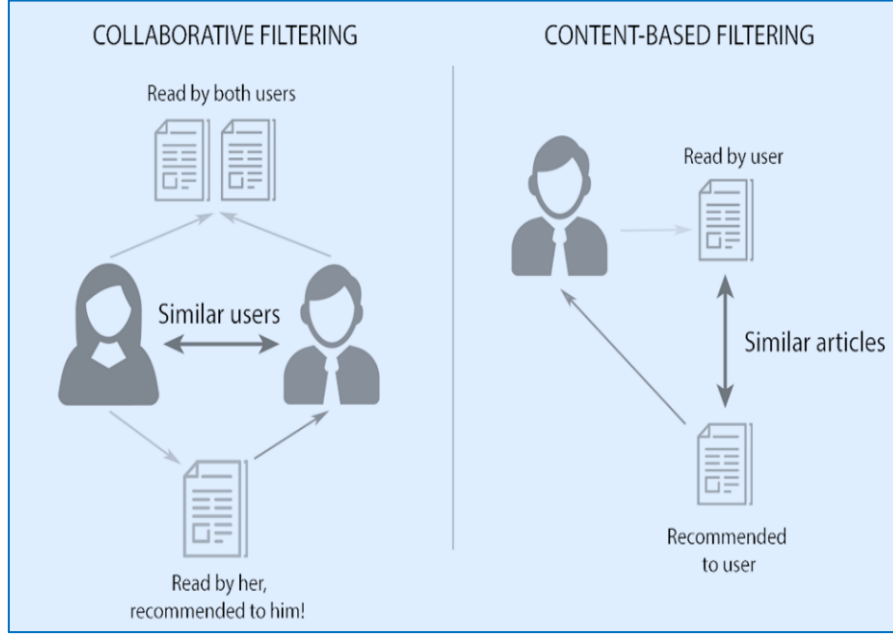 COLLABORATIVE FILTERING
Read by both users
Similar users
Read by her,
recommended to him!
CONTENT-BASED FILTERING
Read by user
Similar articles
Recommended
to user